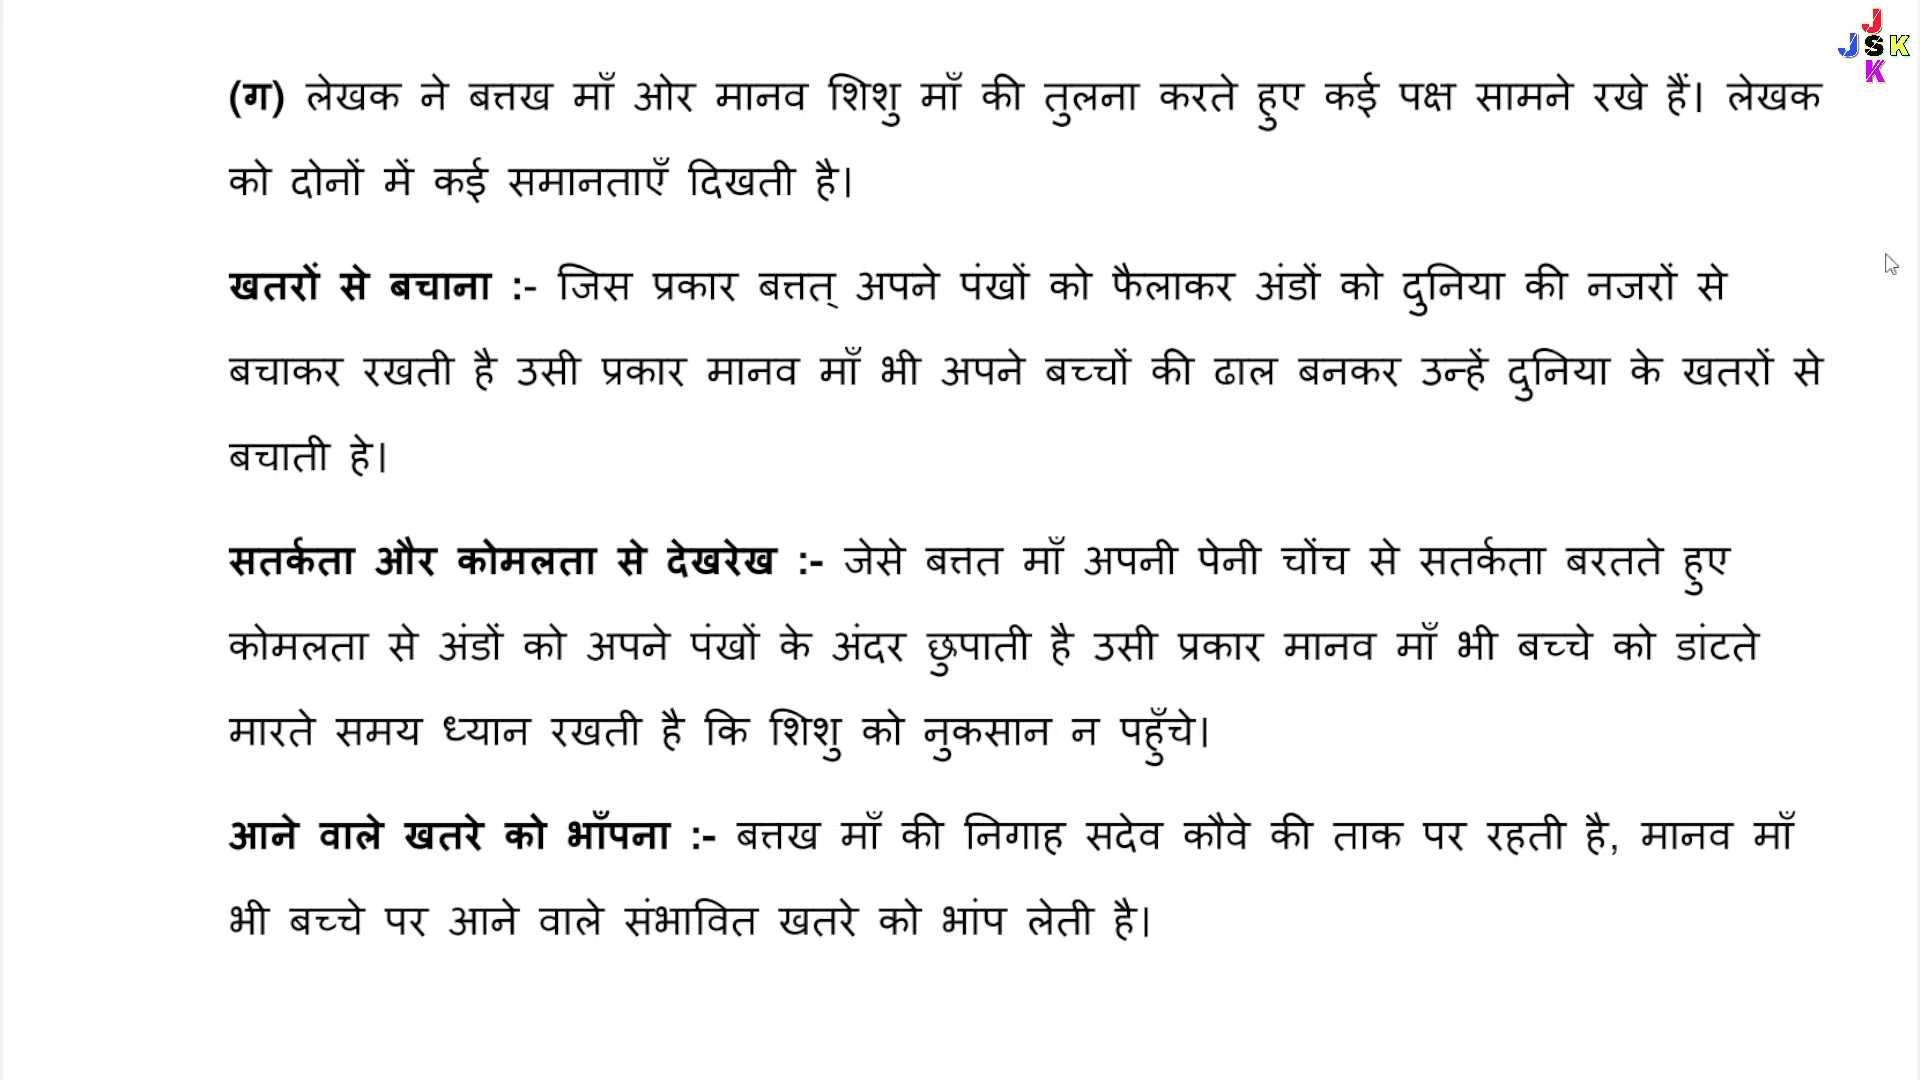 J
JSK
K
(ग) लेखक ने बत्तख माँ ओर मानव शिशु माँ की तुलना करते हुए कई पक्ष सामने रखे हैं। लेखक
को दोनों में कई समानताएँ दिखती है।
खतरों से बचाना :- जिस प्रकार बत्तत् अपने पंखों को फैलाकर अंडों को दुनिया की नजरों से
बचाकर रखती है उसी प्रकार मानव माँ भी अपने बच्चों की ढाल बनकर उन्हें दुनिया के खतरों से
बचाती हे।
सतर्कता और कोमलता से देखरेख :- जेसे बत्तत माँ अपनी पेनी चोंच से सतर्कता बरतते हुए
कोमलता से अंडों को अपने पंखों के अंदर छुपाती है उसी प्रकार मानव माँ भी बच्चे को डांटते
मारते समय ध्यान रखती है कि शिशु को नुकसान न पहुँचे।
आने वाले खतरे को भाँपना :- बत्तख माँ की निगाह सदेव कौवे की ताक पर रहती है, मानव माँ
भी बच्चे पर आने वाले संभावित खतरे को भांप लेती है।